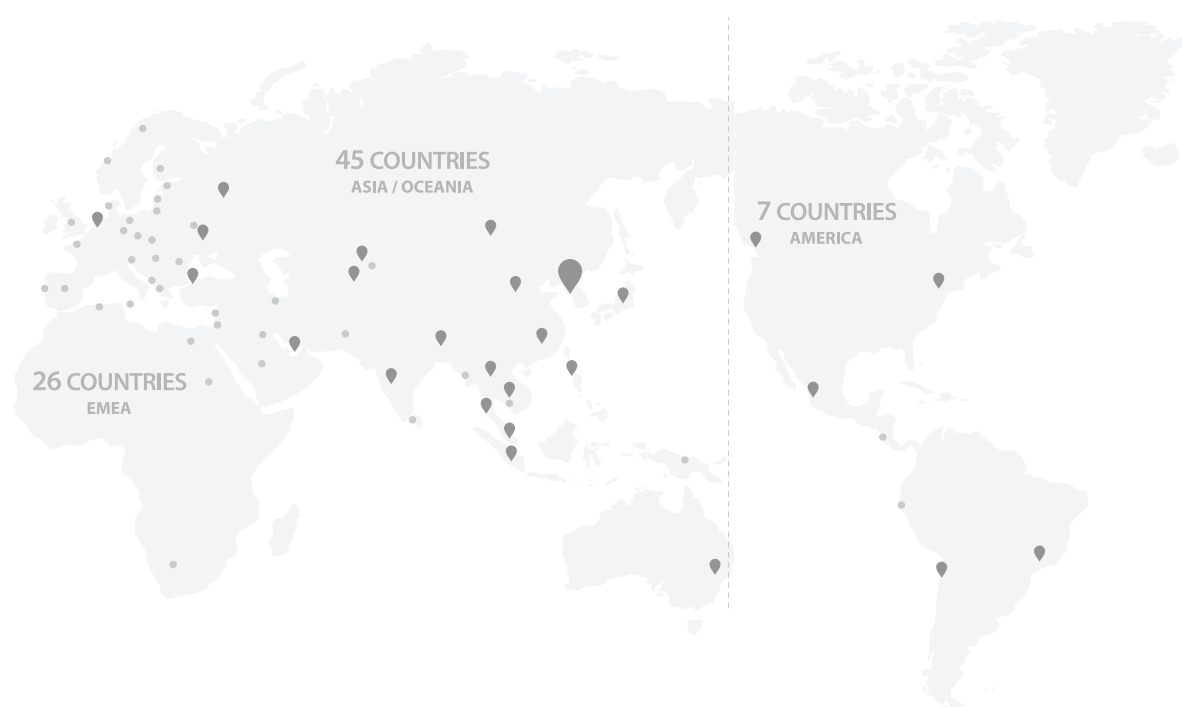 45 COUNTRIES
ASIA / OCEANIA
7 COUNTRIES
AMERICA
26 COUNTRIES
EMEA